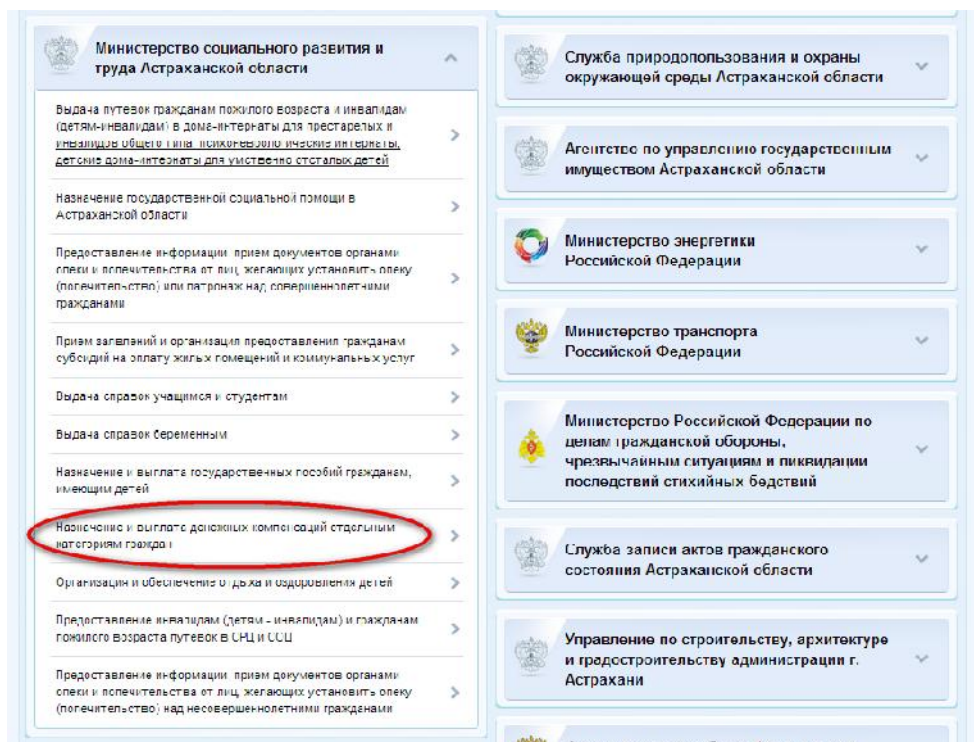 Министерство социального развития и
труда Астраханской области
Выдача путевок гражданам пожилого возраста и инвалидам
(детям-инвалидам) в дома-интернаты для престарелых и
инвалидов общего типа, психоневрологические интернаты,
детские дома-интернаты для умственно отсталых детей
Назначение государственной социальной помощи в
Астраханской области
Предоставление информации, прием документов органами
опеки и попечительства от лиц, желающих установить опеку
(попечительство) или патронаж над совершеннолетними
гражданами
Прием заявлений и организация предоставления гражданам
субсидий на оплату жилых помещений и коммунальных услуг
Выдача справок учащимся и студентам
Выдача справок беременным
Назначение и выплата государственных пособий гражданам,
имеющим детей
Назначение и выплата денежных компенсаций отдельным
категориям граждан
Организация и обеспечение отдыха и оздоровления детей
Предоставление инвалидам (детям - инвалидам) и гражданам
пожилого возраста путевок в СРЦ и ССЦ
Предоставление информации, прием документов органами
опеки и попечительства от лиц, желающих установить опеку
(попечительство) над несовершеннолетними гражданами
Служба природопользования и охраны
окружающей среды Астраханской области
Агентство по управлению государственным
имуществом Астраханской области
Министерство энергетики
Российской Федерации
Министерство транспорта
Российской Федерации
Министерство Российской Федерации по
делам гражданской обороны,
чрезвычайным ситуациям и ликвидации
последствий стихийных бедствий
Служба записи актов гражданского
состояния Астраханской области
Управление по строительству, архитектуре
и градостроительству администрации г.
Астрахани